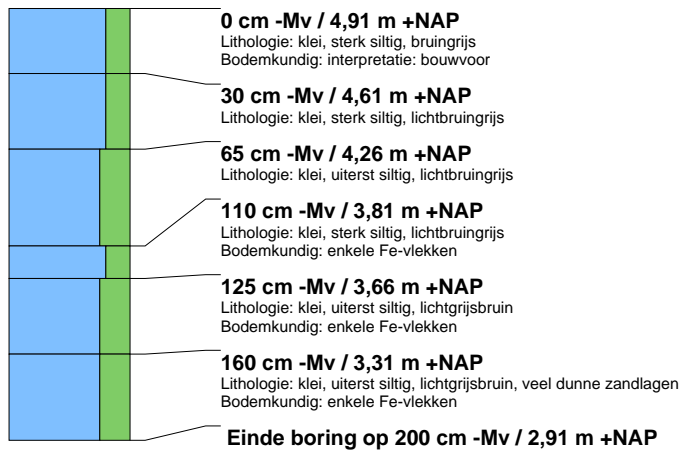 0 cm -Mv / 4,91 m +NAP
Lithologie: klei, sterk siltig, bruingrijs
Bodemkundig: interpretatie: bouwvoor
30 cm -Mv / 4,61 m +NAP
Lithologie: klei, sterk siltig, lichtbruingrijs
65 cm -Mv / 4,26 m +NAP
Lithologie: klei, uiterst siltig, lichtbruingrijs
110 cm -Mv / 3,81 m +NAP
Lithologie: klei, sterk siltig, lichtbruingrijs
Bodemkundig: enkele Fe-vlekken
125 cm -Mv / 3,66 m +NAP
Lithologie: klei, uiterst siltig, lichtgrijsbruin
Bodemkundig: enkele Fe-vlekken
160 cm -Mv / 3,31 m +NAP
Lithologie: klei, uiterst siltig, lichtgrijsbruin, veel dunne zandlagen
Bodemkundig: enkele Fe-vlekken
Einde boring op 200 cm -Mv / 2,91 m +NAP